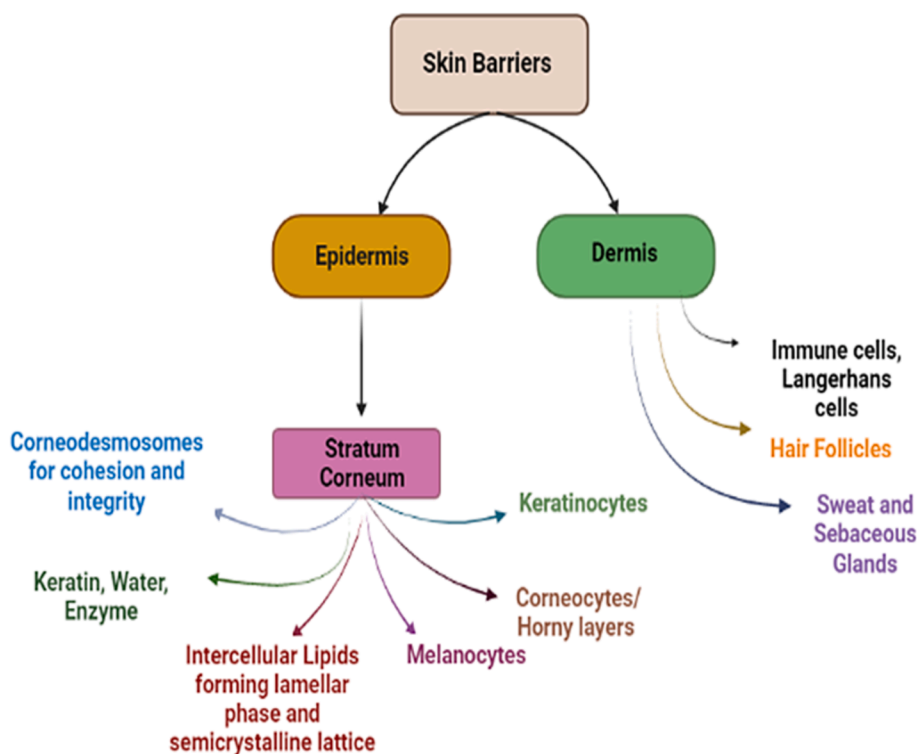 Skin Barriers
Epidermis
Dermis
Immune cells,
Langerhans
cells
Hair Follicles
Sweat and
Sebaceous
Glands
Stratum
Corneum
Corneodesmosomes
for cohesion and
integrity
Keratinocytes
Keratin, Water,
Enzyme
Corneocytes/
Horny layers
Intercellular Lipids
forming lamellar
phase and
semicrystalline lattice
Melanocytes